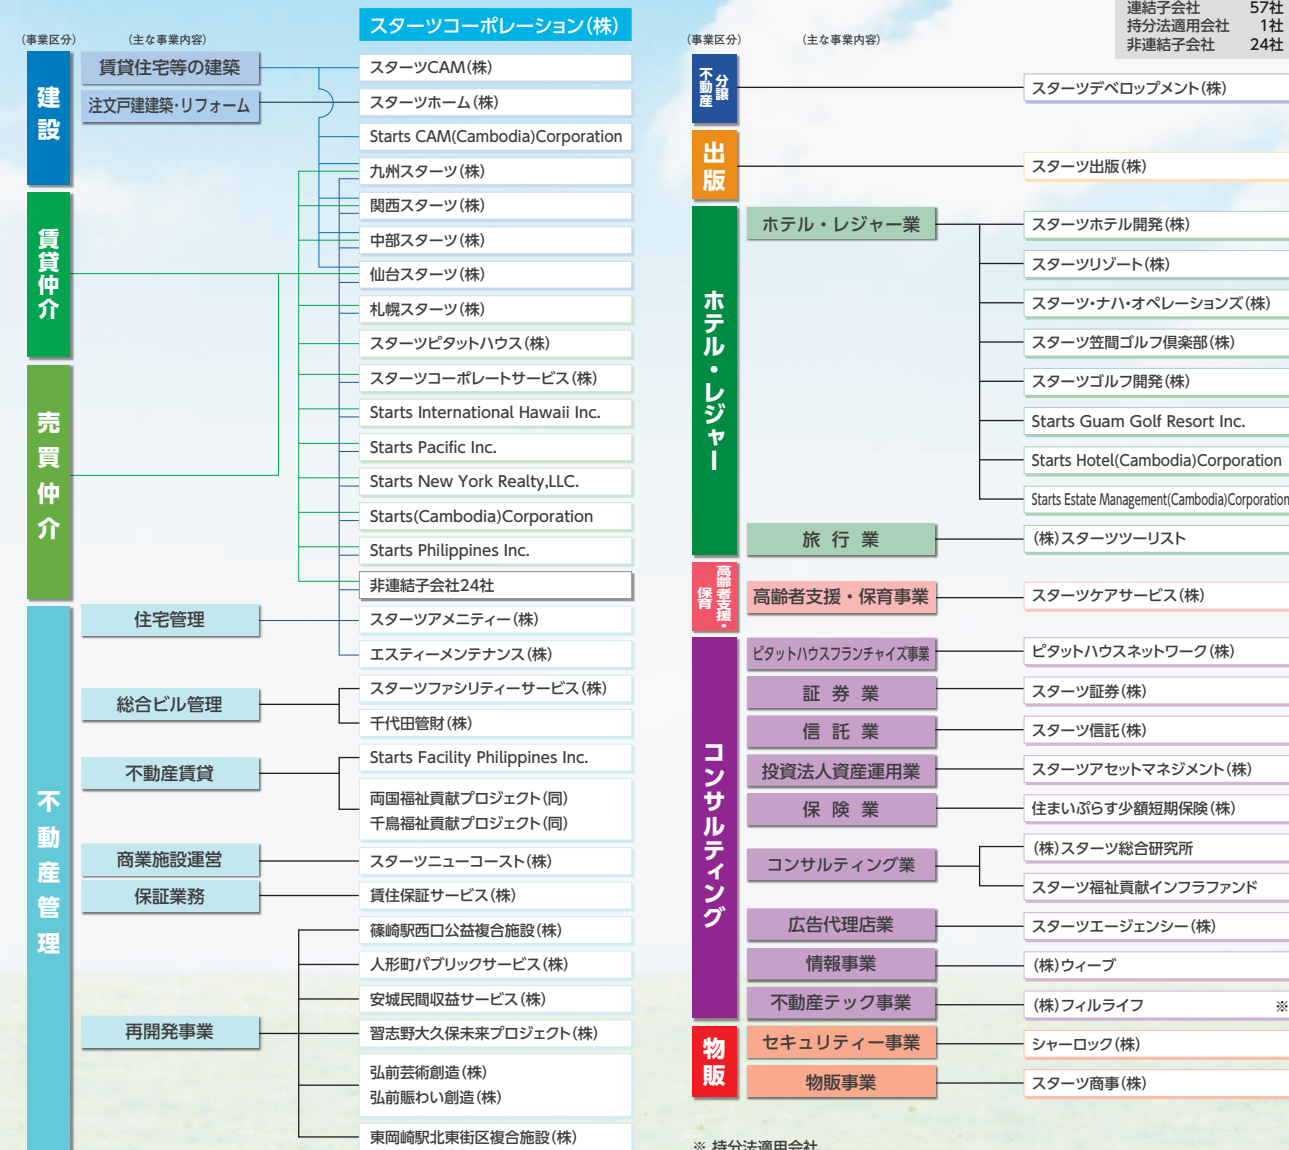 スターツコーポレーション(株)
連結子会社 57社
持分法適用会社 1社
非連結子会社 24社
(事業区分) (主な事業内容)
建設
賃貸住宅等の建築
注文戸建建築・リフォーム
賃貸仲介
売買仲介
不動産管理
住宅管理
総合ビル管理
不動産賃貸
商業施設運営
保証業務
再開発事業
スターツCAM(株)
スターツホーム(株)
Starts CAM(Cambodia)Corporation
九州スターツ(株)
関西スターツ(株)
中部スターツ(株)
仙台スターツ(株)
札幌スターツ(株)
スターツピタットハウス(株)
スターツコーポレートサービス(株)
Starts International Hawaii Inc.
Starts Pacific Inc.
Starts New York Realty,LLC.
Starts(Cambodia)Corporation
Starts Philippines Inc.
非連結子会社24社
スターツアメニティー(株)
エスティーメンテナンス(株)
スターツファシリティーサービス(株)
千代田管財(株)
Starts Facility Philippines Inc.
両国福祉貢献プロジェクト(同)
千鳥福祉貢献プロジェクト(同)
スターツニューコースト(株)
賃住保証サービス(株)
篠崎駅西口公益複合施設(株)
人形町パブリックサービス(株)
安城民間収益サービス(株)
習志野大久保未来プロジェクト(株)
弘前芸術創造(株)
弘前賑わい創造(株)
東岡崎駅北東街区複合施設(株)
(事業区分) (主な事業内容)
不動産分譲
スターツデベロップメント(株)
出版
スターツ出版(株)
ホテル・レジャー
ホテル・レジャー業
スターツホテル開発(株)
スターツリゾート(株)
スターツ・ナハ・オペレーションズ(株)
スターツ笠間ゴルフ倶楽部(株)
スターツゴルフ開発(株)
Starts Guam Golf Resort Inc.
Starts Hotel(Cambodia)Corporation
Starts Estate Management(Cambodia)Corporation
旅行業
(株)スターツツーリスト
高齢者支援・保育
高齢者支援・保育事業
スターツケアサービス(株)
コンサルティング
ピタットハウスフランチャイズ事業
ピタットハウスネットワーク(株)
証券業
スターツ証券(株)
信託業
スターツ信託(株)
投資法人資産運用業
スターツアセットマネジメント(株)
保険業
住まいぷらす少額短期保険(株)
コンサルティング業
(株)スターツ総合研究所
スターツ福祉貢献インフラファンド
広告代理店業
スターツエージェンシー(株)
情報事業
(株)ウィーブ
不動産テック事業
(株)フィルライフ ※
物販
セキュリティー事業
シャーロック(株)
物販事業
スターツ商事(株)
※ 持分法適用会社